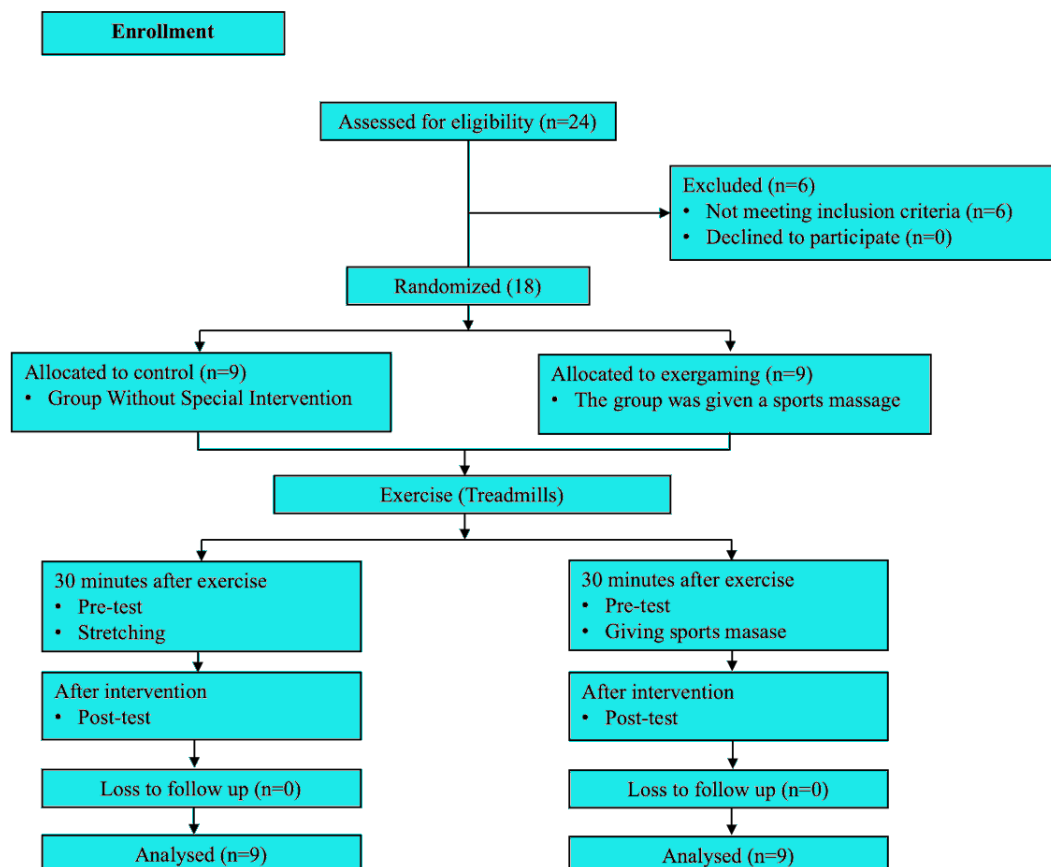 Enrollment
Assessed for eligibility (n=24)
Excluded (n=6)
• Not meeting inclusion criteria (n=6)
• Declined to participate (n=0)
Randomized (18)
Allocated to control (n=9)
• Group Without Special Intervention
Allocated to exergaming (n=9)
• The group was given a sports massage
Exercise (Treadmills)
30 minutes after exercise
• Pre-test
• Stretching
30 minutes after exercise
• Pre-test
• Giving sports masase
After intervention
• Post-test
After intervention
• Post-test
Loss to follow up (n=0)
Loss to follow up (n=0)
Analysed (n=9)
Analysed (n=9)